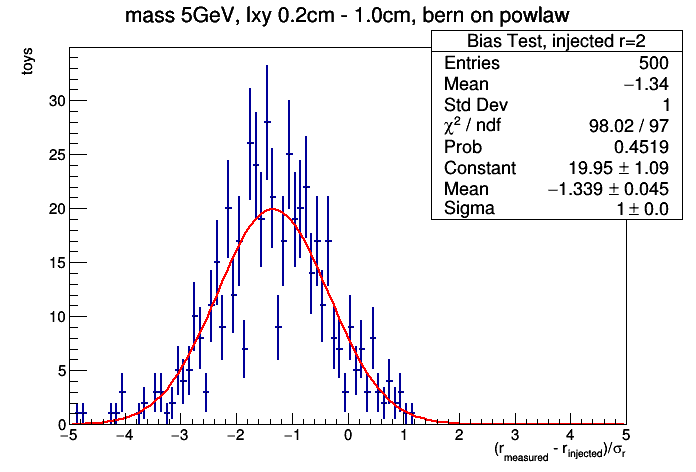 mass 5GeV, lxy 0.2cm - 1.0cm, bern on powlaw
toys
Bias Test, injected r=2
Entries 500
Mean −1.34
Std Dev 1
χ² / ndf 98.02 / 97
Prob 0.4519
Constant 19.95 ± 1.09
Mean −1.339 ± 0.045
Sigma 1 ± 0.0
30
25
20
15
10
5
0
−5 −4 −3 −2 −1 0 1 2 3 4 5
(r_measured - r_injected)/σ_r